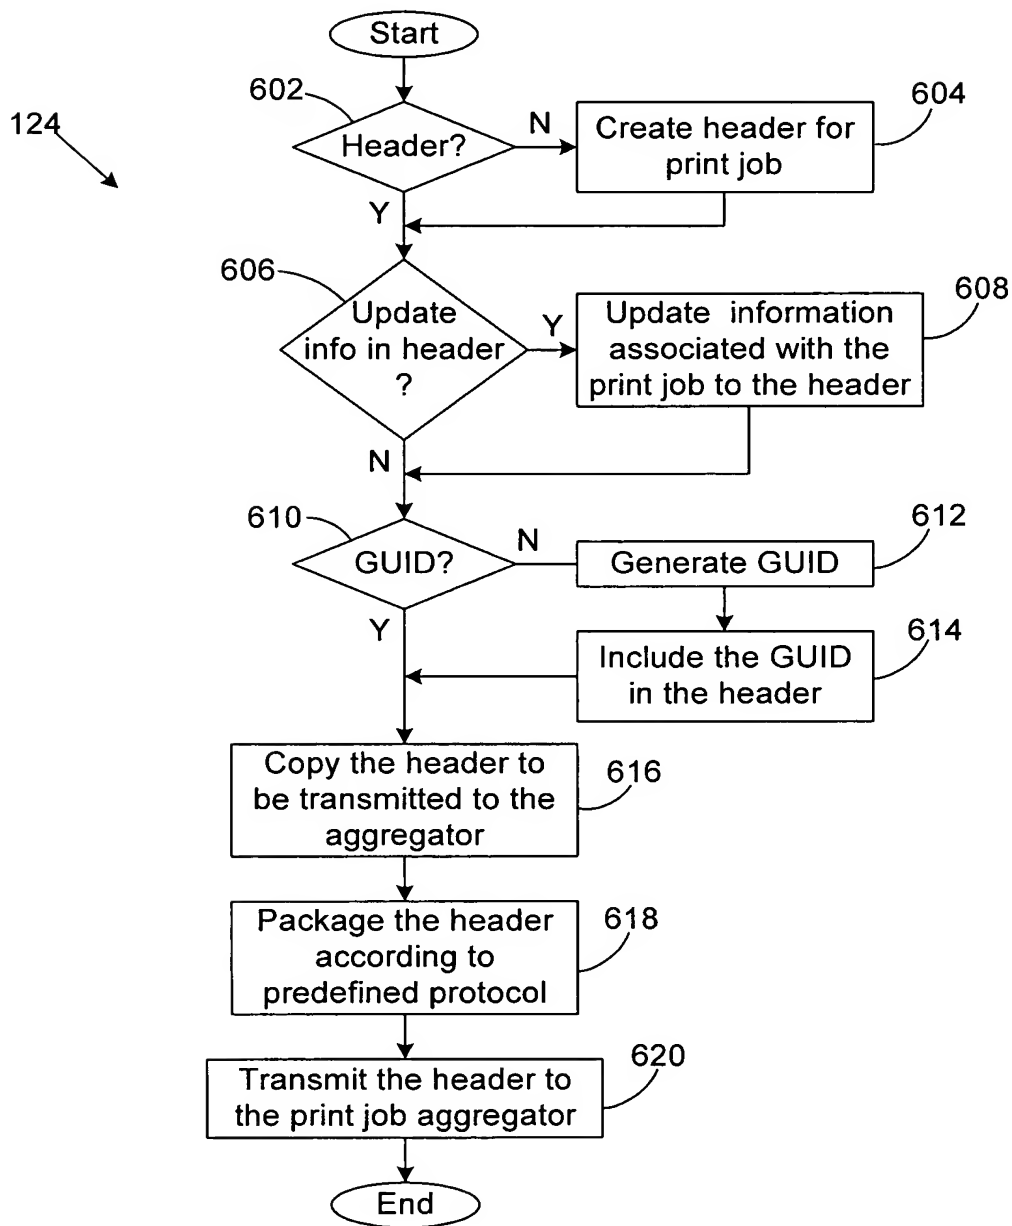 Start
602
604
124
Header?
N
Create header for
print job
Y
606
608
Update
info in header
?
Y
Update information
associated with the
print job to the header
N
610
612
GUID?
N
Generate GUID
Y
614
Include the GUID
in the header
Copy the header to
be transmitted to the
aggregator
616
Package the header
according to
predefined protocol
618
Transmit the header to
the print job aggregator
620
End